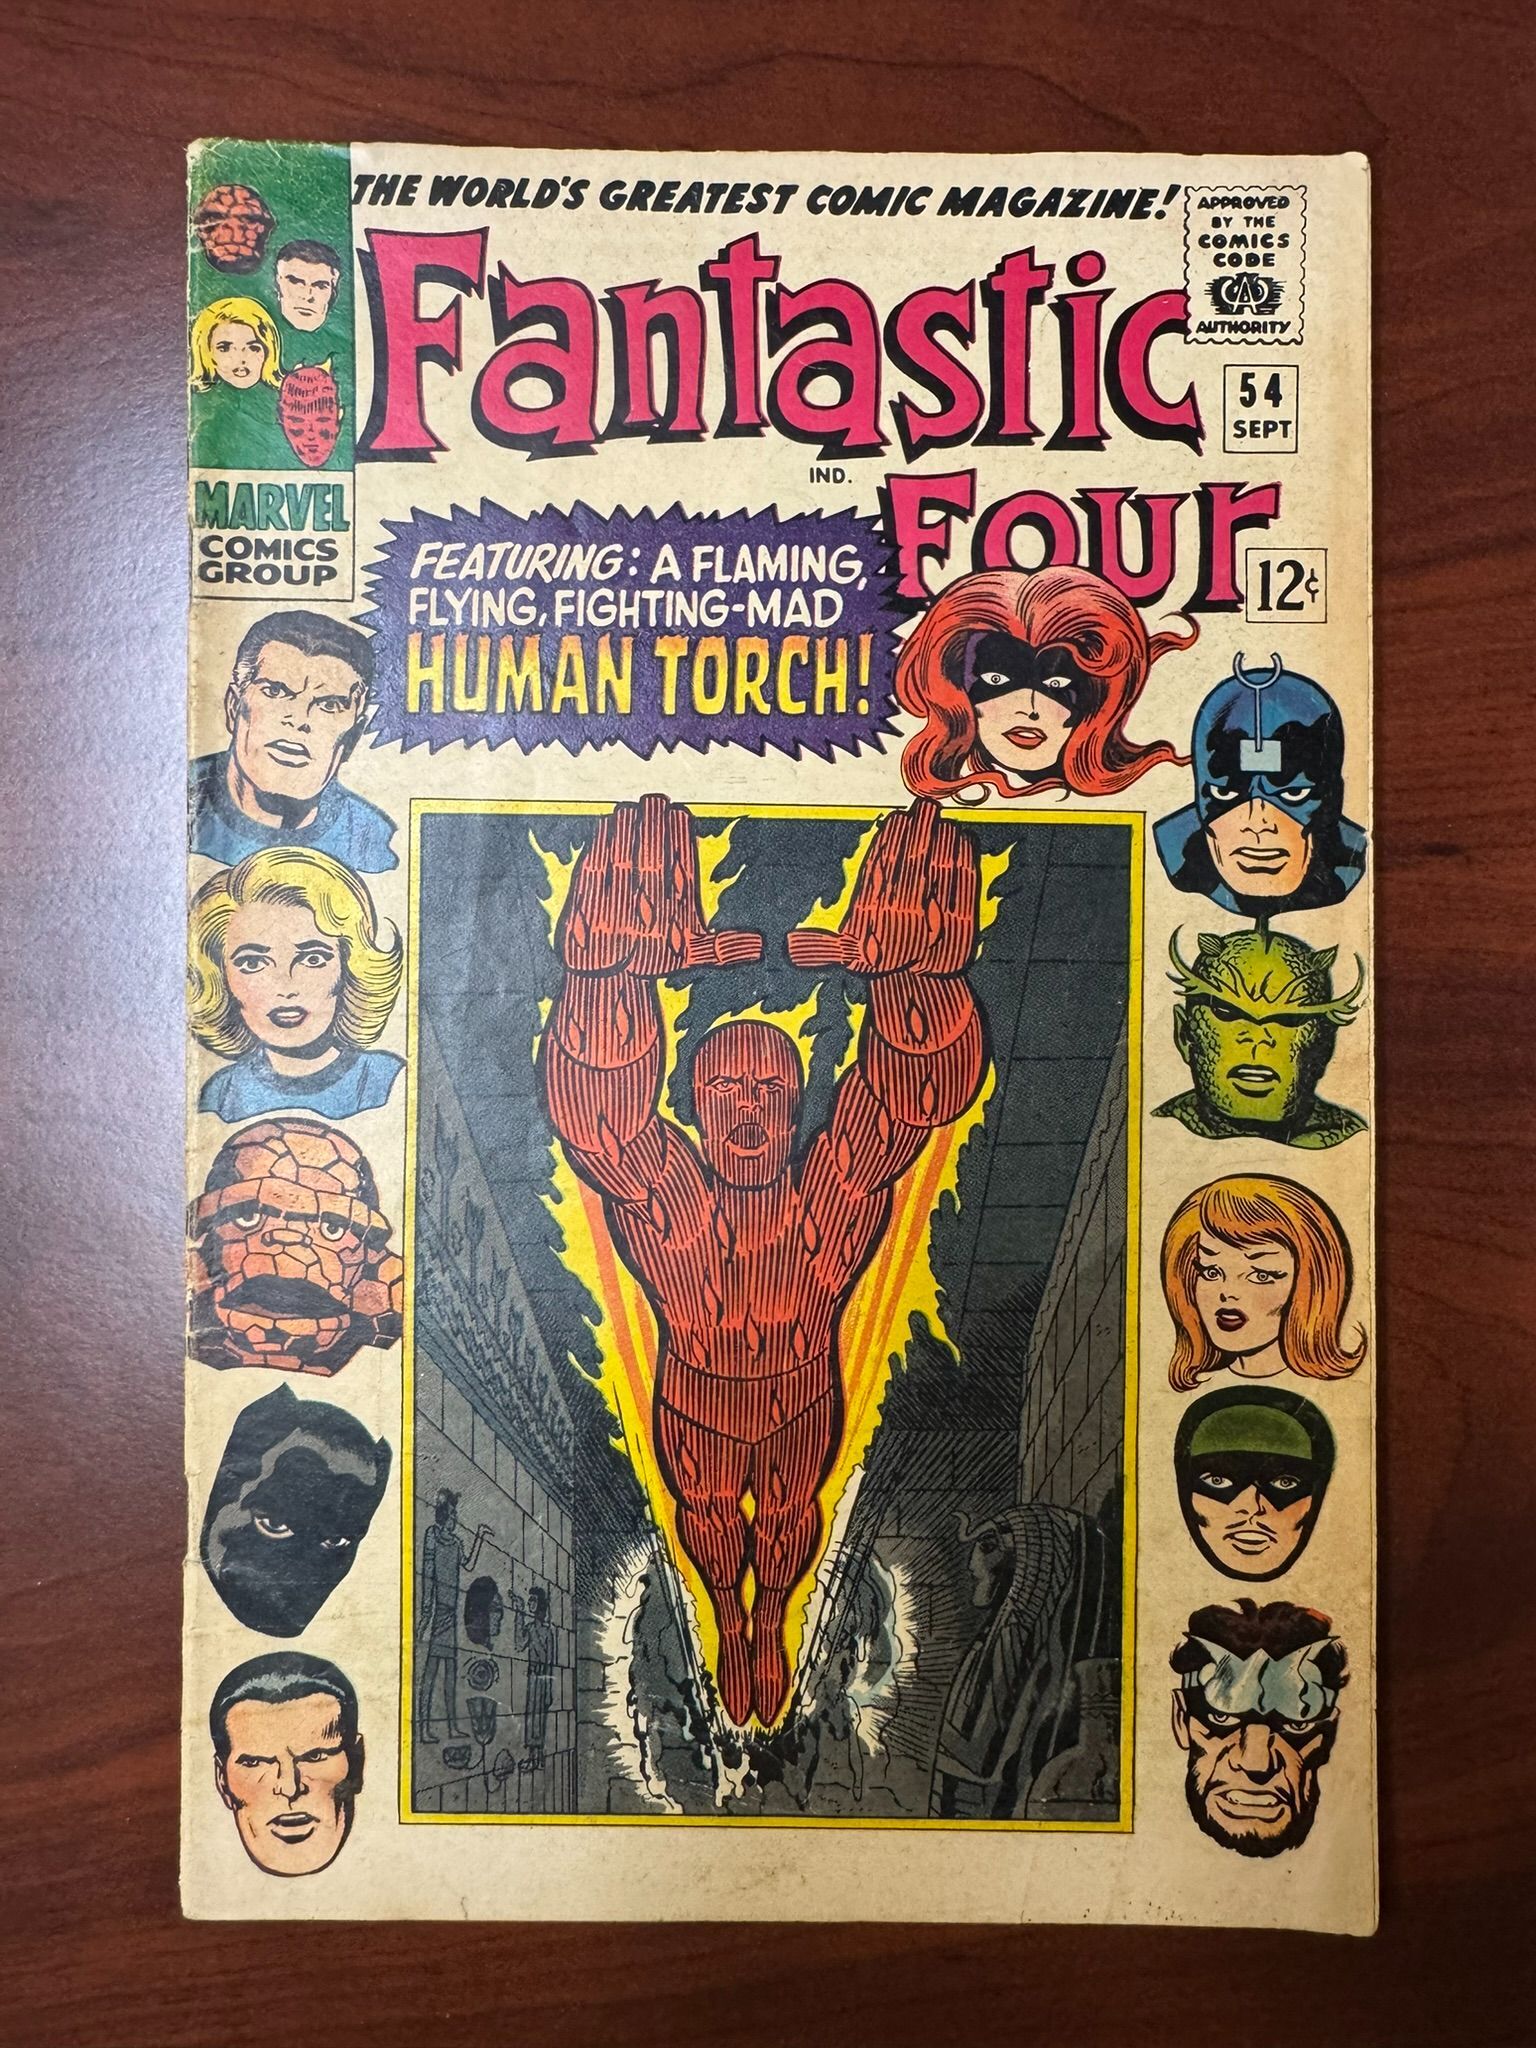 THE WORLD'S GREATEST COMIC MAGAZINE!
APPROVED
BY THE
COMICS
CODE
CA
AUTHORITY
Fantastic
54
SEPT
IND.
Four
12¢
MARVEL
COMICS
GROUP
FEATURING: A FLAMING,
FLYING, FIGHTING-MAD
HUMAN TORCH!